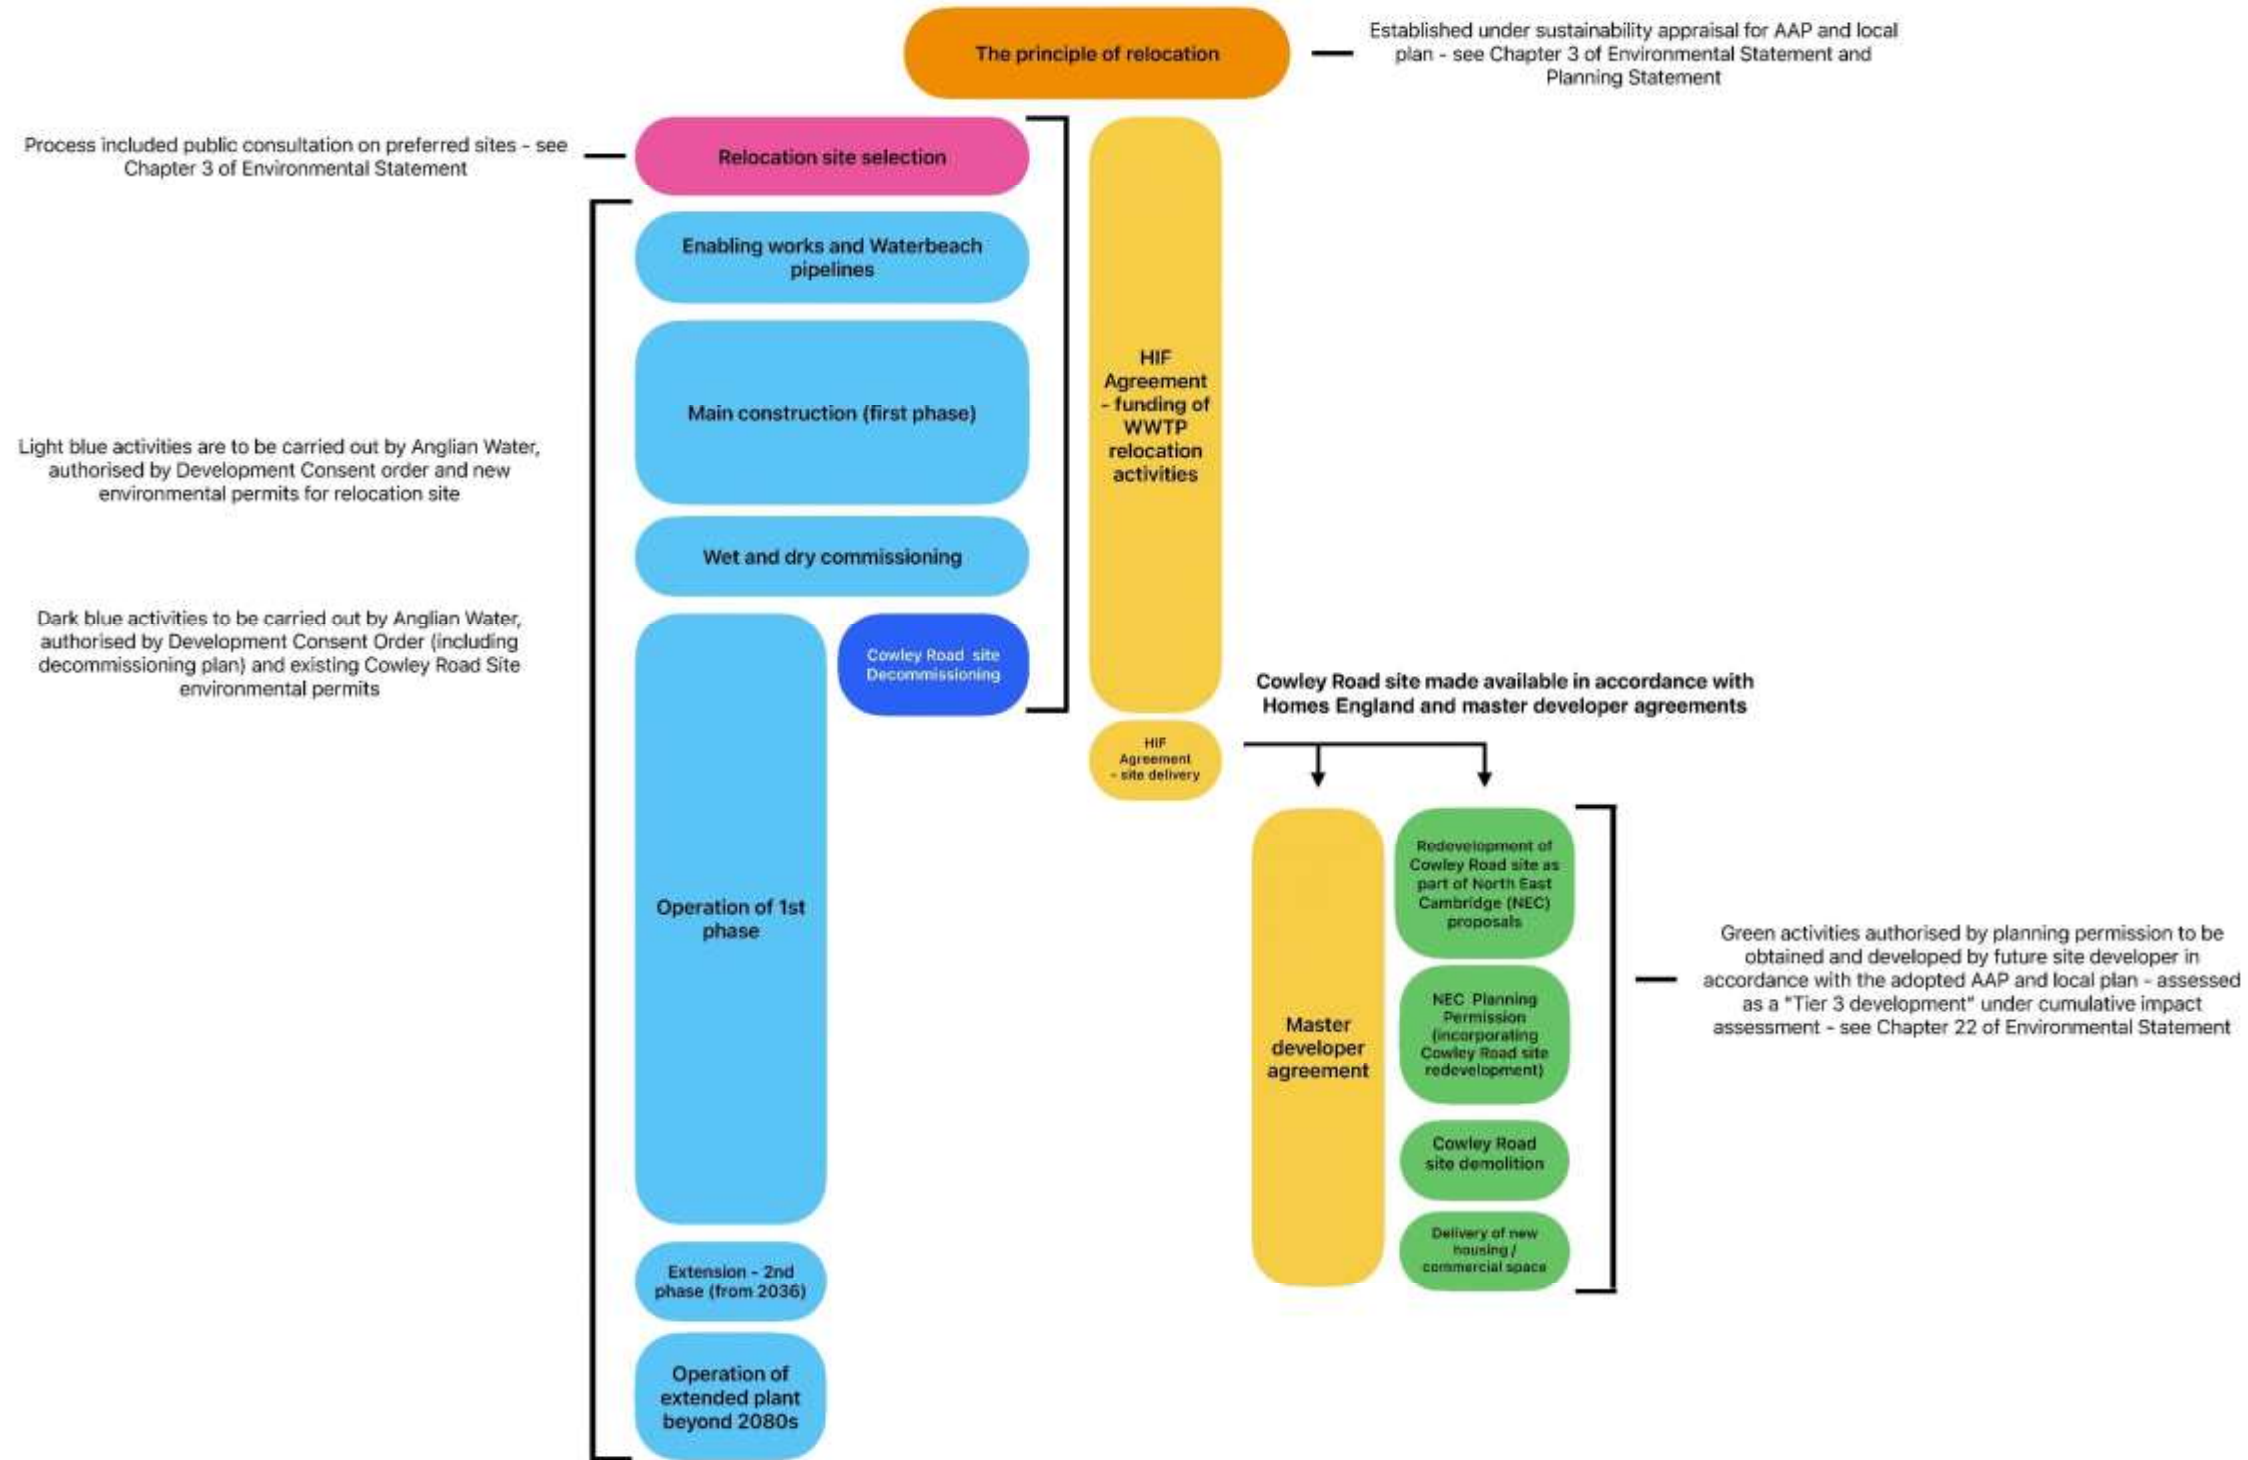 The principle of relocation
Established under sustainability appraisal for AAP and local
plan - see Chapter 3 of Environmental Statement and
Planning Statement
Process included public consultation on preferred sites - see
Chapter 3 of Environmental Statement
Relocation site selection
Enabling works and Waterbeach
pipelines
Main construction (first phase)
HIF
Agreement
- funding of
WWTP
relocation
activities
Light blue activities are to be carried out by Anglian Water,
authorised by Development Consent order and new
environmental permits for relocation site
Wet and dry commissioning
Dark blue activities to be carried out by Anglian Water,
authorised by Development Consent Order (including
decommissioning plan) and existing Cowley Road Site
environmental permits
Cowley Road site
Decommissioning
Cowley Road site made available in accordance with
Homes England and master developer agreements
HIF
Agreement
- site delivery
Operation of 1st
phase
Master
developer
agreement
Redevelopment of
Cowley Road site as
part of North East
Cambridge (NEC)
proposals
NEC Planning
Permission
(incorporating
Cowley Road site
redevelopment)
Cowley Road
site demolition
Delivery of new
housing /
commercial space
Green activities authorised by planning permission to be
obtained and developed by future site developer in
accordance with the adopted AAP and local plan - assessed
as a "Tier 3 development" under cumulative impact
assessment - see Chapter 22 of Environmental Statement
Extension - 2nd
phase (from 2036)
Operation of
extended plant
beyond 2080s